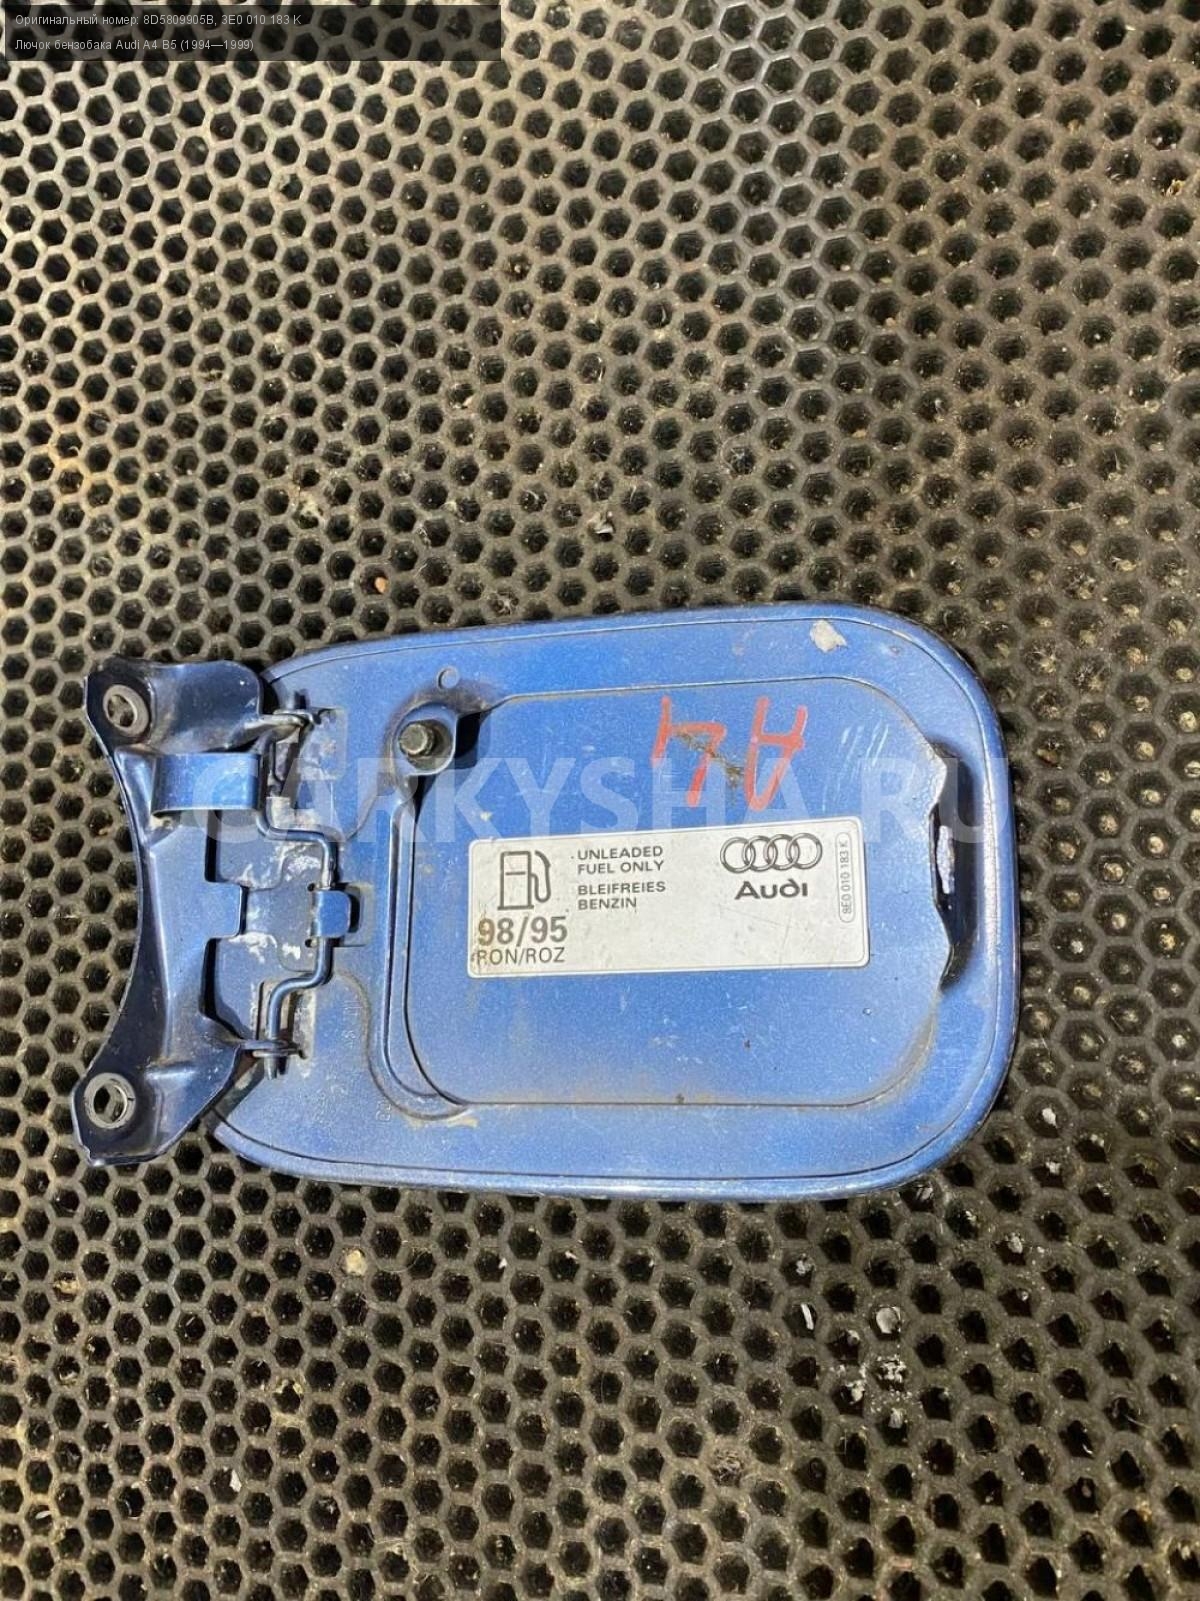 Оригинальный номер: 8D5809905B, 3E0 010 183 K
Лючок бензобака Audi A4 B5 (1994—1999)
A4
CARKYSHA.RU
UNLEADED
FUEL ONLY
BLEIFREIES
BENZIN
98/95
RON/ROZ
Audi
8E0 010 183 K